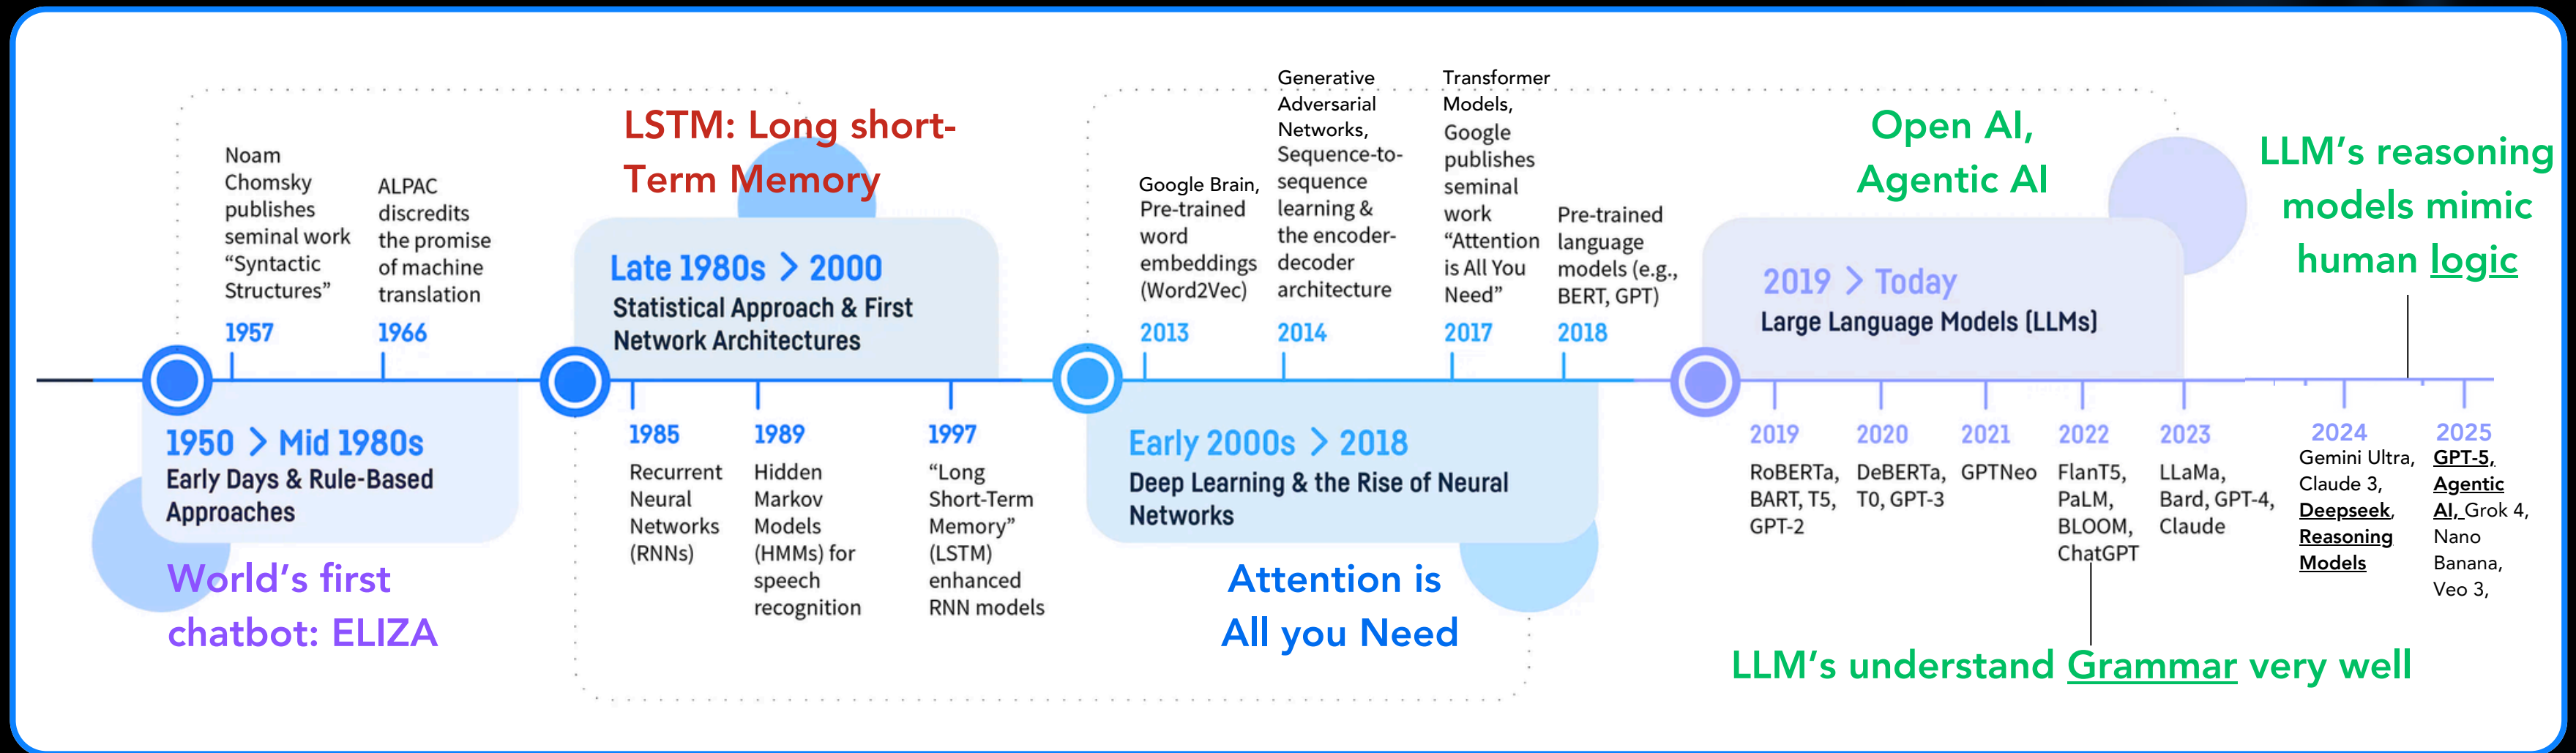 Noam
Chomsky
publishes
seminal work
“Syntactic
Structures”
1957
ALPAC
discredits
the promise
of machine
translation
1966
1950 > Mid 1980s
Early Days & Rule-Based
Approaches
World’s first
chatbot: ELIZA
LSTM: Long short-
Term Memory
Late 1980s > 2000
Statistical Approach & First
Network Architectures
1985
Recurrent
Neural
Networks
(RNNs)
1989
Hidden
Markov
Models
(HMMs) for
speech
recognition
1997
“Long
Short-Term
Memory”
(LSTM)
enhanced
RNN models
Google Brain,
Pre-trained
word
embeddings
(Word2Vec)
2013
Generative
Adversarial
Networks,
Sequence-to-
sequence
learning &
the encoder-
decoder
architecture
2014
Transformer
Models,
Google
publishes
seminal
work
“Attention
is All You
Need”
2017
Pre-trained
language
models (e.g.,
BERT, GPT)
2018
Early 2000s > 2018
Deep Learning & the Rise of Neural
Networks
Attention is
All you Need
Open AI,
Agentic AI
2019 > Today
Large Language Models (LLMs)
2019
RoBERTa,
BART, T5,
GPT-2
2020
DeBERTa,
T0, GPT-3
2021
GPTNeo
2022
FlanT5,
PaLM,
BLOOM,
ChatGPT
2023
LLaMa,
Bard, GPT-4,
Claude
LLM’s understand Grammar very well
LLM’s reasoning
models mimic
human logic
2024
Gemini Ultra,
Claude 3,
Deepseek,
Reasoning
Models
2025
GPT-5,
Agentic
AI, Grok 4,
Nano
Banana,
Veo 3,